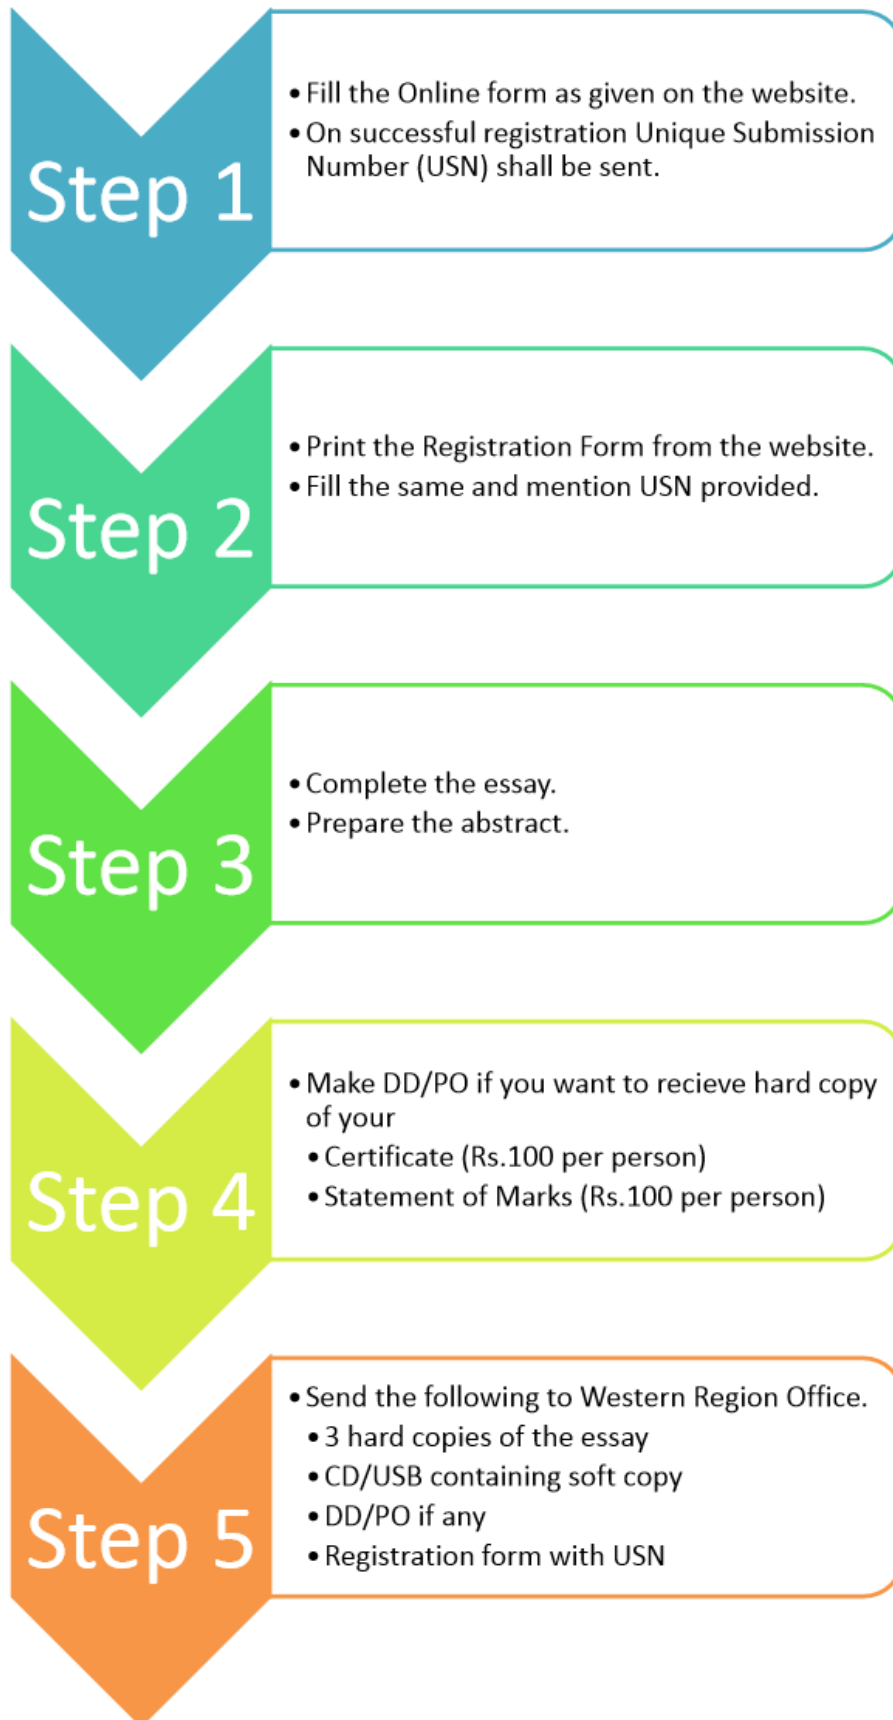 Step 1
• Fill the Online form as given on the website.
• On successful registration Unique Submission
Number (USN) shall be sent.
Step 2
• Print the Registration Form from the website.
• Fill the same and mention USN provided.
Step 3
• Complete the essay.
• Prepare the abstract.
Step 4
• Make DD/PO if you want to recieve hard copy
of your
• Certificate (Rs.100 per person)
• Statement of Marks (Rs.100 per person)
Step 5
• Send the following to Western Region Office.
• 3 hard copies of the essay
• CD/USB containing soft copy
• DD/PO if any
• Registration form with USN